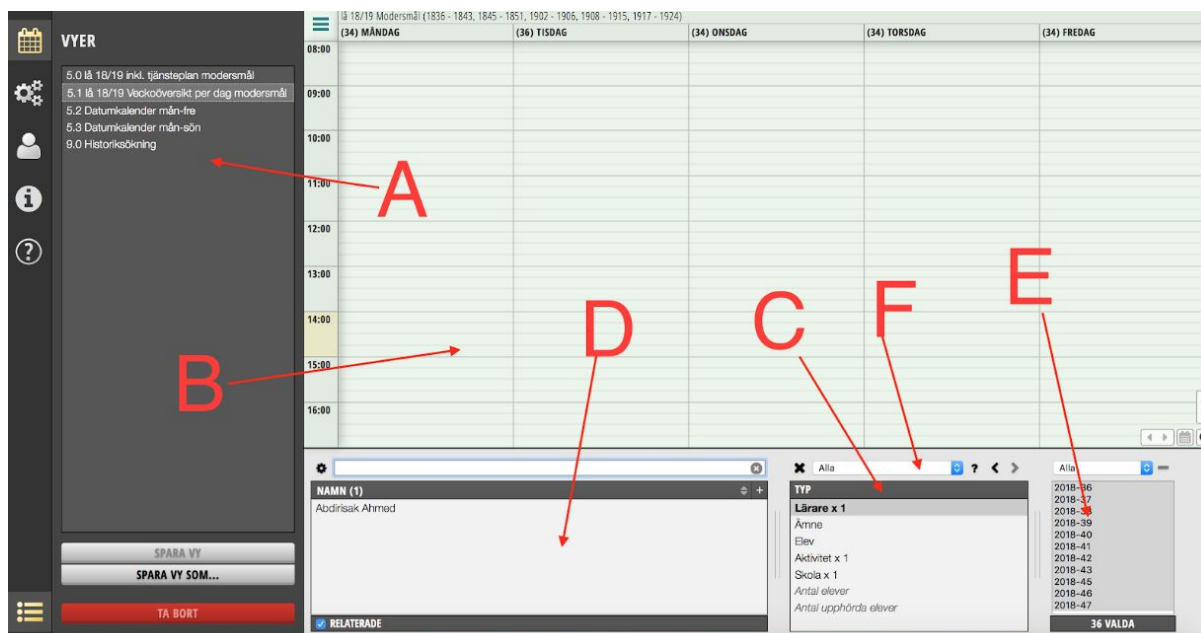 VYER
5.0 lå 18/19 inkl. tjänsteplan modersmål
5.1 lå 18/19 Veckoöversikt per dag modersmål
5.2 Datumkalender mån-fre
5.3 Datumkalender mån-sön
9.0 Historiksökning
SPARA VY
SPARA VY SOM...
TA BORT
lå 18/19 Modersmål (1836 - 1843, 1845 - 1851, 1902 - 1906, 1908 - 1915, 1917 - 1924)
(34) MÅNDAG (36) TISDAG (34) ONSDAG (34) TORSDAG (34) FREDAG
08:00
09:00
10:00
11:00
12:00
13:00
14:00
15:00
16:00
A
B
D
C
F
E
NAMN (1)
Abdirisak Ahmed
RELATERADE
Alla
TYP
Lärare x 1
Ämne
Elev
Aktivitet x 1
Skola x 1
Antal elever
Antal upphörda elever
Alla
2018-36
2018-37
2018-38
2018-39
2018-40
2018-41
2018-42
2018-43
2018-45
2018-46
2018-47
36 VALDA